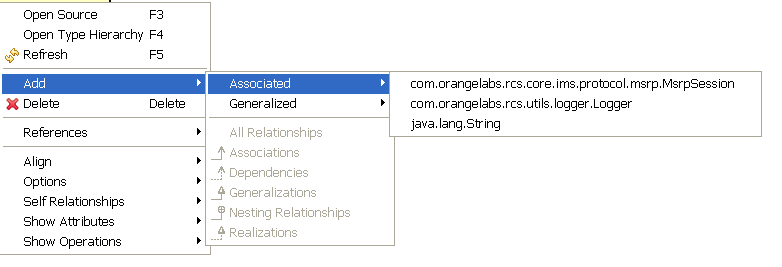 Open Source F3
Open Type Hierarchy F4
Refresh F5
Add
Delete Delete
References
Align
Options
Self Relationships
Show Attributes
Show Operations
Associated
Generalized
All Relationships
Associations
Dependencies
Generalizations
Nesting Relationships
Realizations
com.orangelabs.rcs.core.ims.protocol.msrp.MsrpSession
com.orangelabs.rcs.utils.logger.Logger
java.lang.String